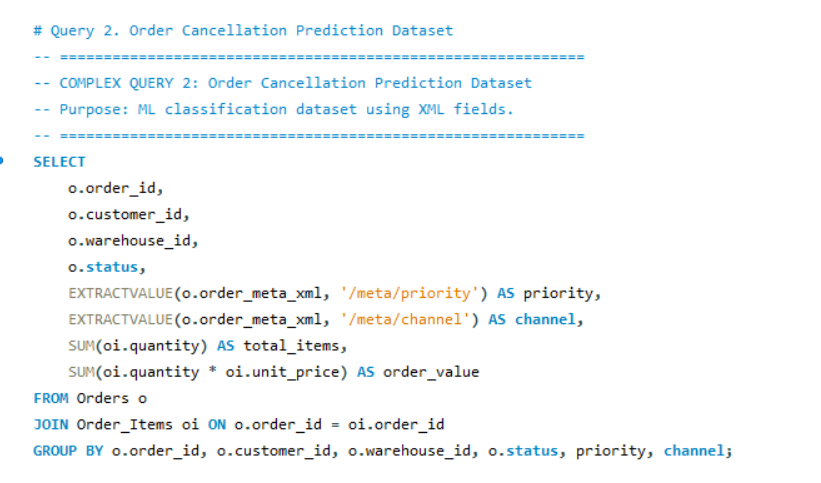 # Query 2. Order Cancellation Prediction Dataset
-- ============================================================
-- COMPLEX QUERY 2: Order Cancellation Prediction Dataset
-- Purpose: ML classification dataset using XML fields.
-- ============================================================
SELECT
    o.order_id,
    o.customer_id,
    o.warehouse_id,
    o.status,
    EXTRACTVALUE(o.order_meta_xml, '/meta/priority') AS priority,
    EXTRACTVALUE(o.order_meta_xml, '/meta/channel') AS channel,
    SUM(oi.quantity) AS total_items,
    SUM(oi.quantity * oi.unit_price) AS order_value
FROM Orders o
JOIN Order_Items oi ON o.order_id = oi.order_id
GROUP BY o.order_id, o.customer_id, o.warehouse_id, o.status, priority, channel;